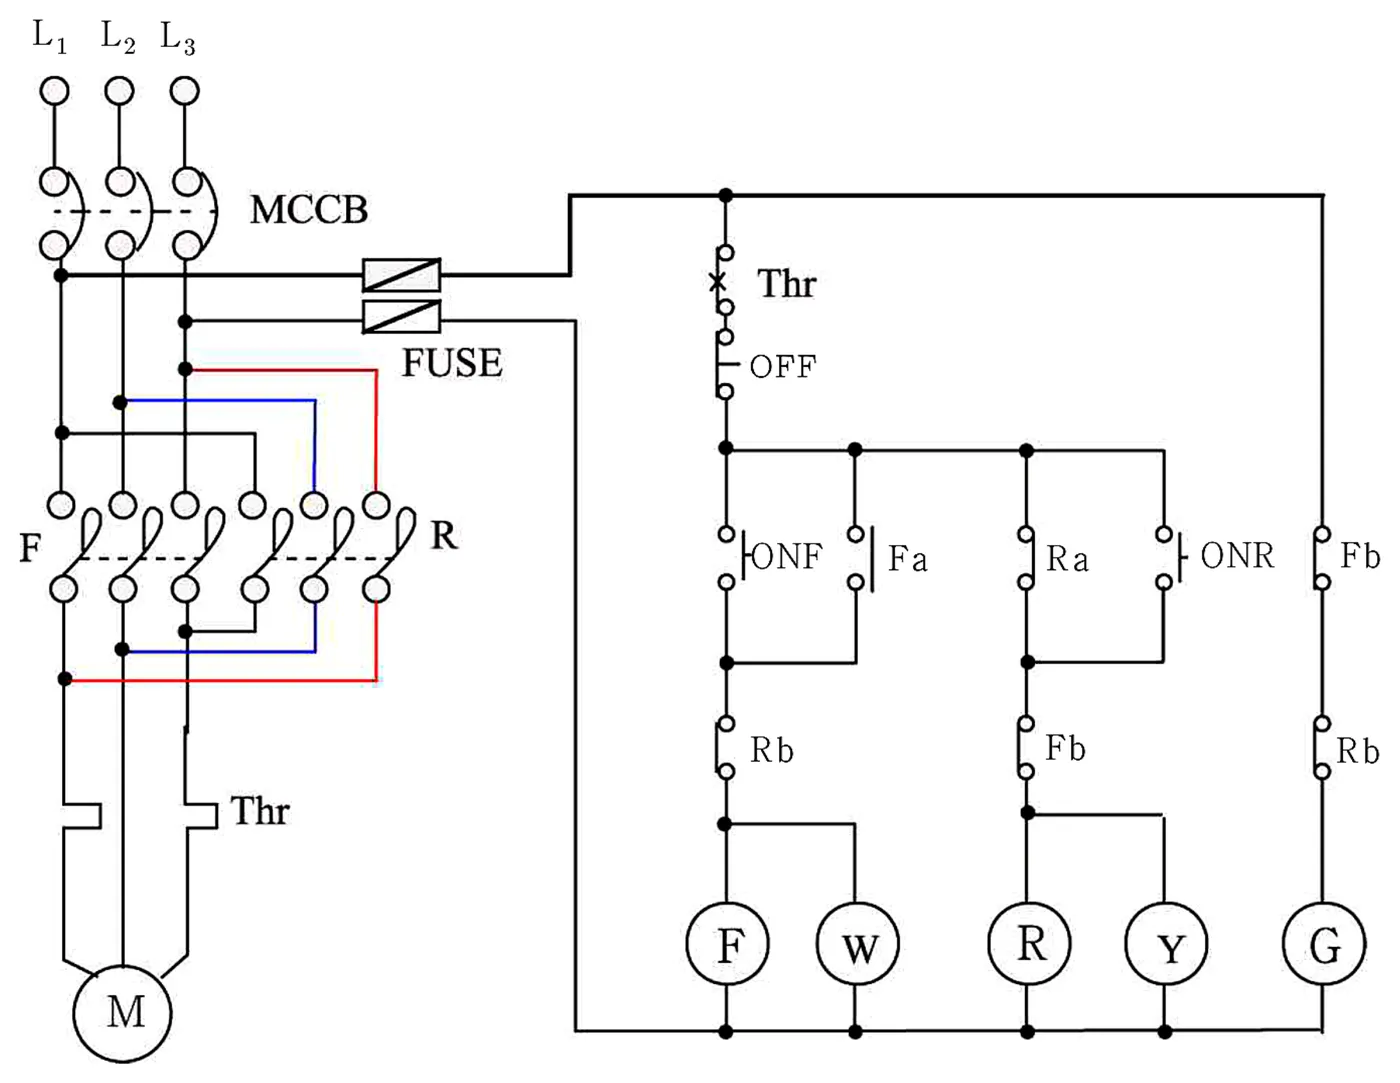 L₁ L₂ L₃
MCCB
FUSE
Thr
OFF
F
R
ONF
Fa
Ra
ONR
Fb
Rb
Fb
Rb
Thr
F
W
R
Y
G
M